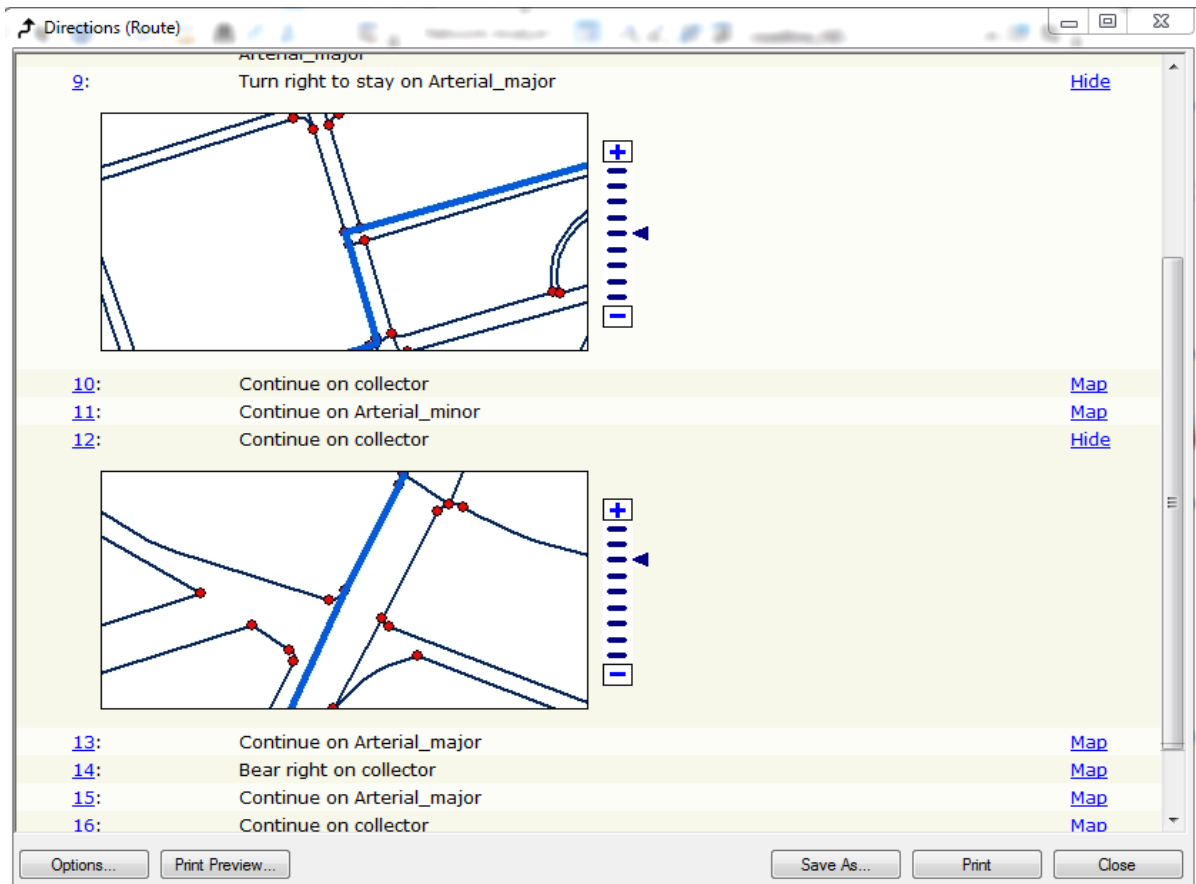 Directions (Route)
Arterial_major
9: Turn right to stay on Arterial_major Hide
+
−
10: Continue on collector Map
11: Continue on Arterial_minor Map
12: Continue on collector Hide
+
−
13: Continue on Arterial_major Map
14: Bear right on collector Map
15: Continue on Arterial_major Map
16: Continue on collector Map
Options... Print Preview... Save As... Print Close